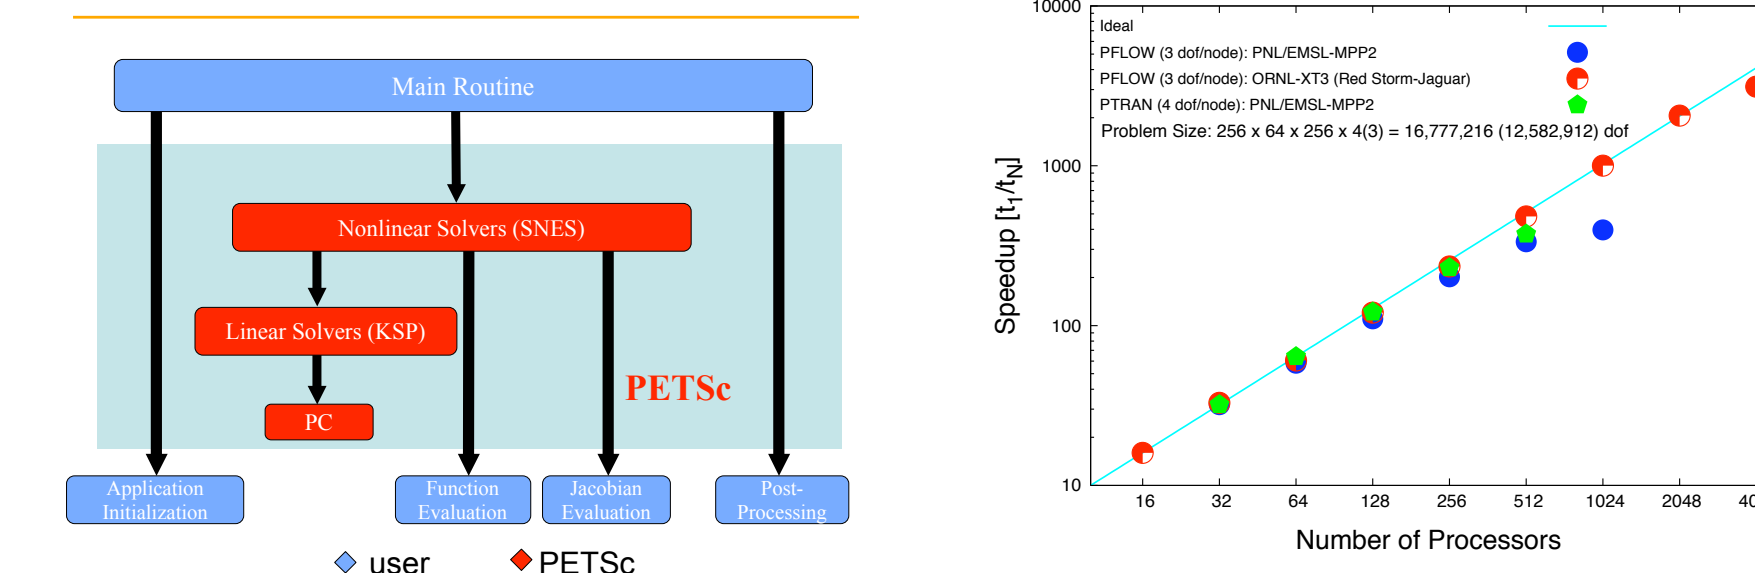 Main Routine
Nonlinear Solvers (SNES)
Linear Solvers (KSP)
PETSc
PC
Application
Initialization
Function
Evaluation
Jacobian
Evaluation
Post-
Processing
user
PETSc
10000
1000
100
10
Speedup [t1/tN]
Ideal
PFLOW (3 dof/node): PNL/EMSL-MPP2
PFLOW (3 dof/node): ORNL-XT3 (Red Storm-Jaguar)
PTRAN (4 dof/node): PNL/EMSL-MPP2
Problem Size: 256 x 64 x 256 x 4(3) = 16,777,216 (12,582,912) dof
16 32 64 128 256 512 1024 2048
Number of Processors